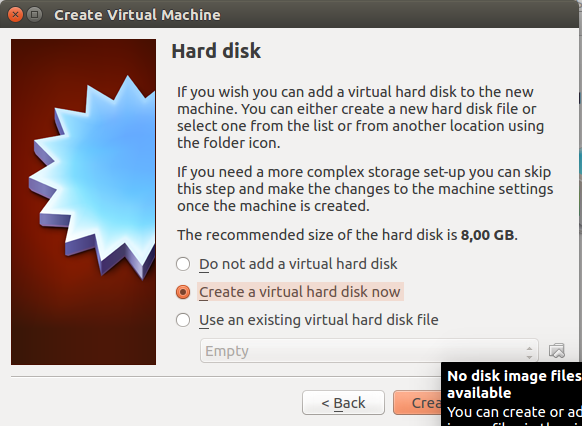 Create Virtual Machine
Hard disk
If you wish you can add a virtual hard disk to the new
machine. You can either create a new hard disk file or
select one from the list or from another location using
the folder icon.
If you need a more complex storage set-up you can skip
this step and make the changes to the machine settings
once the machine is created.
The recommended size of the hard disk is 8,00 GB.
Do not add a virtual hard disk
Create a virtual hard disk now
Use an existing virtual hard disk file
Empty
No disk image files
available
You can create or ad
< Back
Crea